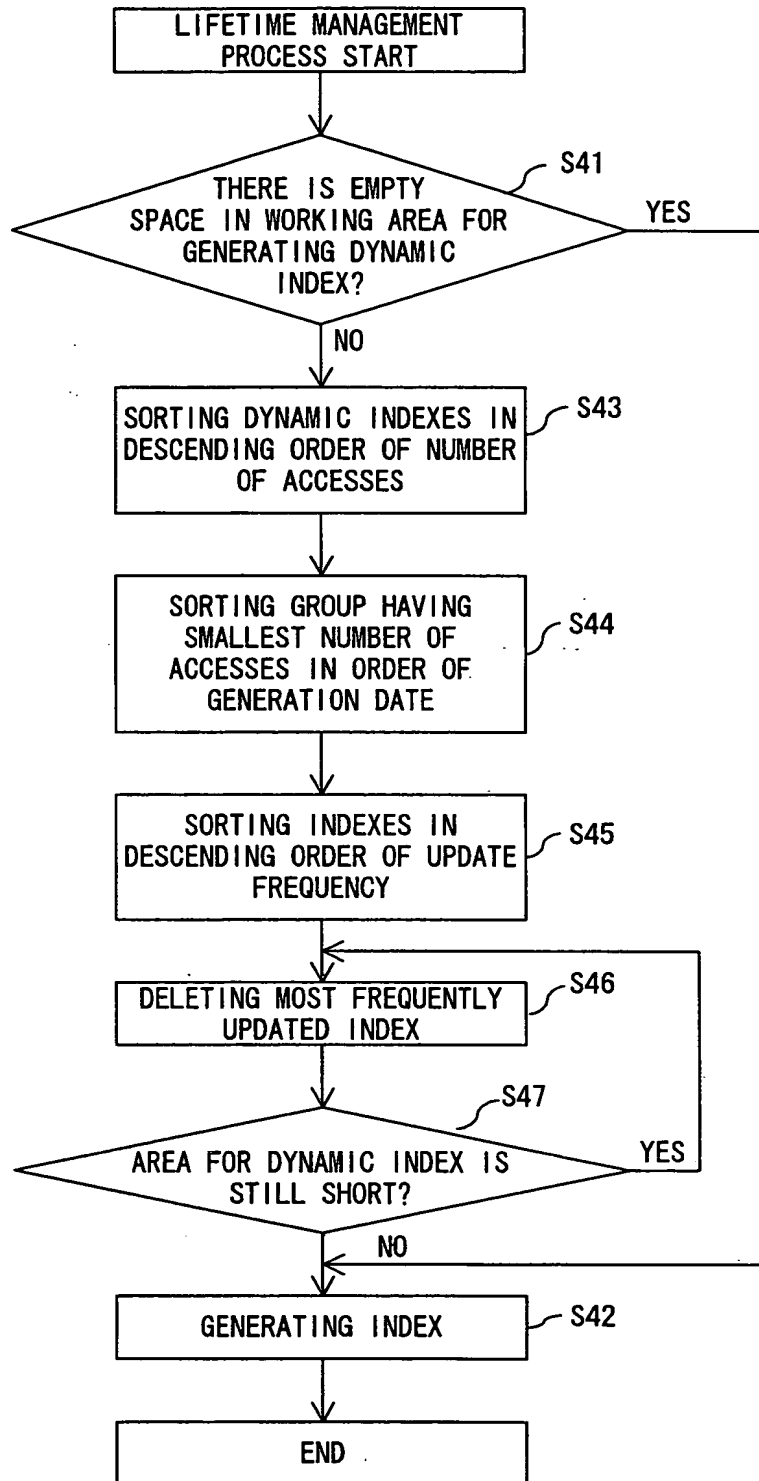 LIFETIME MANAGEMENT
PROCESS START
S41
THERE IS EMPTY
SPACE IN WORKING AREA FOR
GENERATING DYNAMIC
INDEX?
YES
NO
S43
SORTING DYNAMIC INDEXES IN
DESCENDING ORDER OF NUMBER
OF ACCESSES
S44
SORTING GROUP HAVING
SMALLEST NUMBER OF
ACCESSES IN ORDER OF
GENERATION DATE
S45
SORTING INDEXES IN
DESCENDING ORDER OF UPDATE
FREQUENCY
S46
DELETING MOST FREQUENTLY
UPDATED INDEX
S47
AREA FOR DYNAMIC INDEX IS
STILL SHORT?
YES
NO
S42
GENERATING INDEX
END